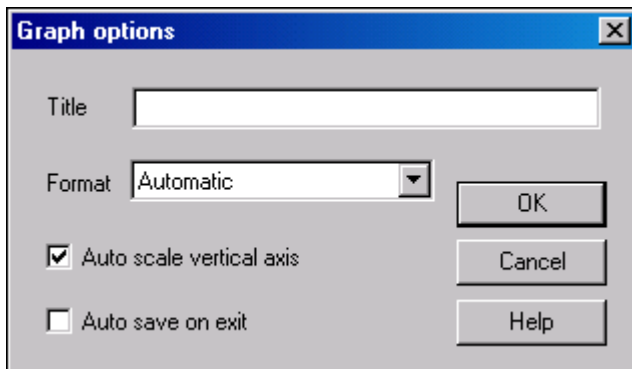 Graph options
Title
Format Automatic
OK
Auto scale vertical axis
Cancel
Auto save on exit
Help